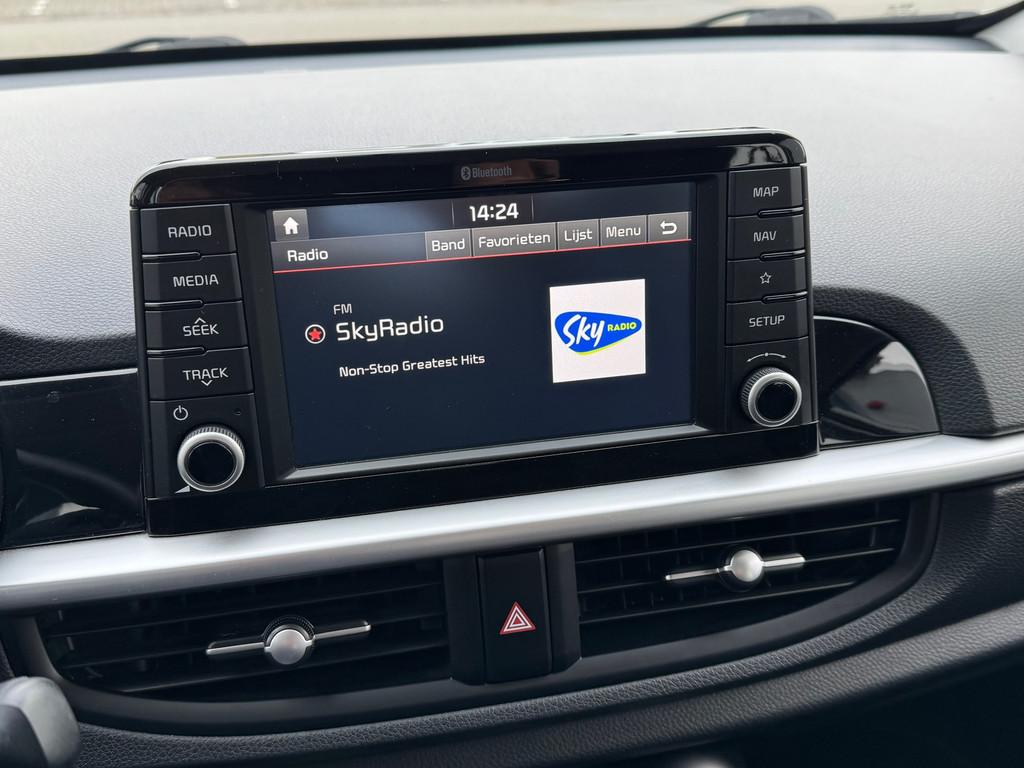 Bluetooth
RADIO
MEDIA
SEEK
TRACK
14:24
Radio
Band
Favorieten
Lijst
Menu
FM
SkyRadio
Non-Stop Greatest Hits
Sky RADIO
MAP
NAV
SETUP